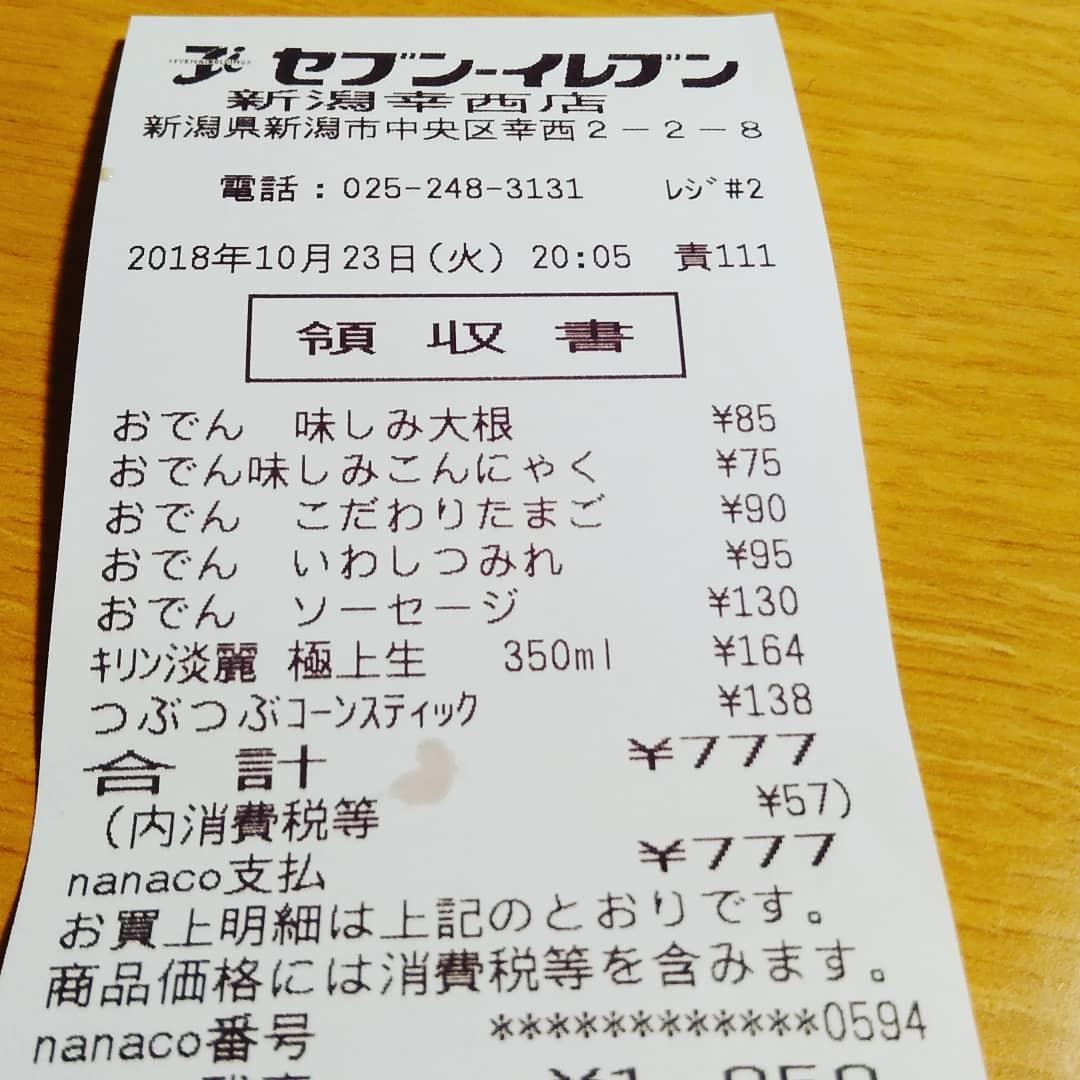 セブン-イレブン
新潟幸西店
新潟県新潟市中央区幸西2-2-8
電話：025-248-3131 ﾚｼﾞ#2
2018年10月23日(火) 20:05 責111
領収書
おでん 味しみ大根 ¥85
おでん味しみこんにゃく ¥75
おでん こだわりたまご ¥90
おでん いわしつみれ ¥95
おでん ソーセージ ¥130
ｷﾘﾝ淡麗 極上生 350ml ¥164
つぶつぶｺｰﾝｽﾃｨｯｸ ¥138
合計 ¥777
(内消費税等 ¥57)
nanaco支払 ¥777
お買上明細は上記のとおりです。
商品価格には消費税等を含みます。
nanaco番号 ************0594